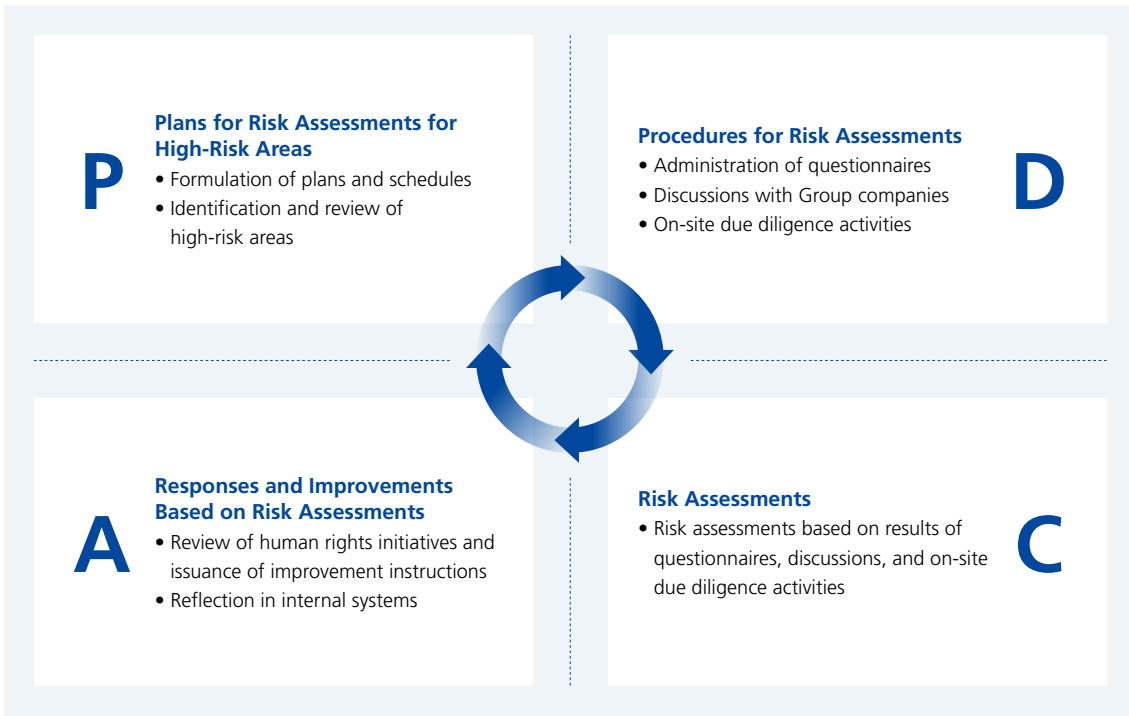 P
Plans for Risk Assessments for
High-Risk Areas
• Formulation of plans and schedules
• Identification and review of
high-risk areas
Procedures for Risk Assessments
• Administration of questionnaires
• Discussions with Group companies
• On-site due diligence activities
D
A
Responses and Improvements
Based on Risk Assessments
• Review of human rights initiatives and
issuance of improvement instructions
• Reflection in internal systems
Risk Assessments
• Risk assessments based on results of
questionnaires, discussions, and on-site
due diligence activities
C